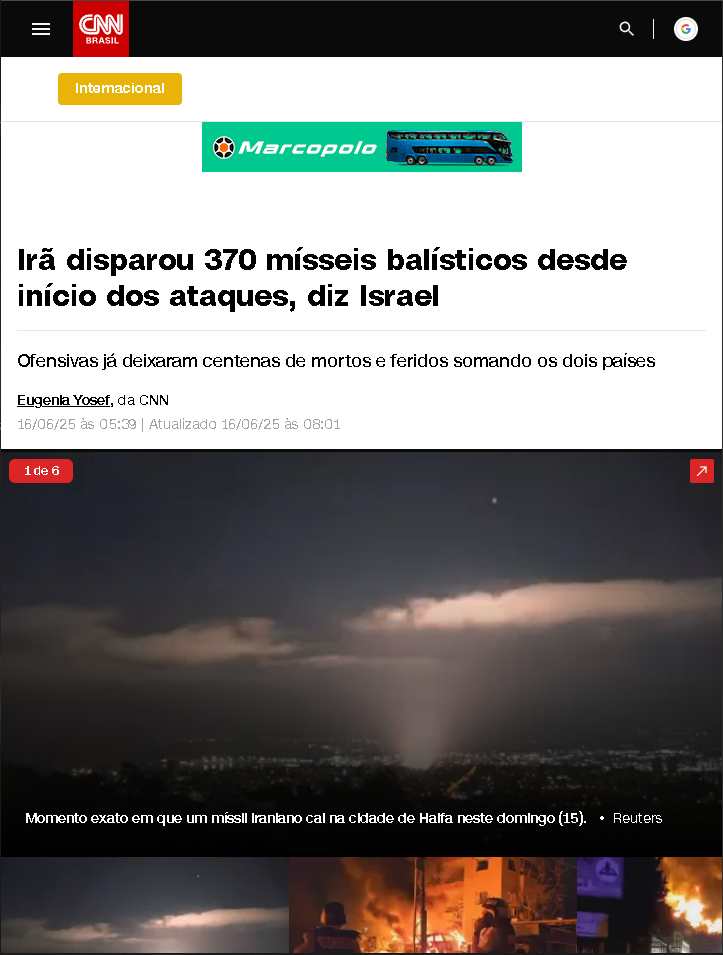 CNN
BRASIL
Internacional
Marcopolo
Irã disparou 370 mísseis balísticos desde
início dos ataques, diz Israel
Ofensivas já deixaram centenas de mortos e feridos somando os dois países
Eugenia Yosef, da CNN
16/06/25 às 05:39 | Atualizado 16/06/25 às 08:01
1 de 6
Momento exato em que um míssil iraniano cai na cidade de Haifa neste domingo (15). • Reuters